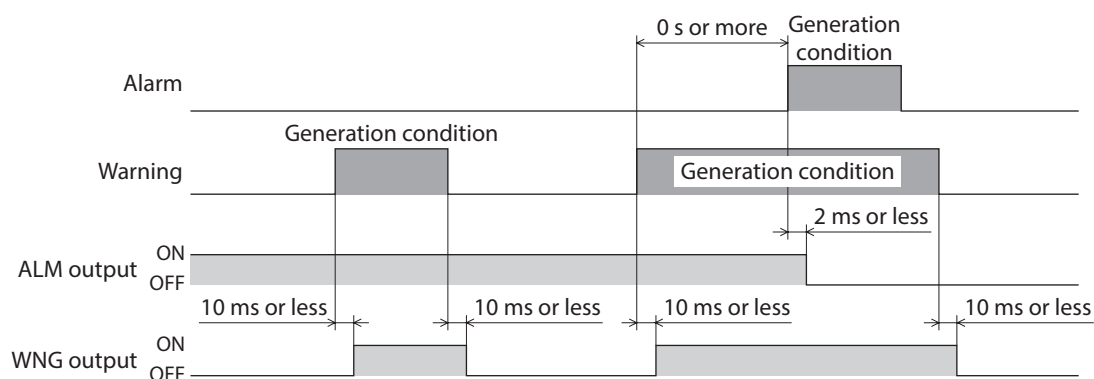 0 s or more
Generation
condition
Alarm
Generation condition
Warning
Generation condition
2 ms or less
ALM output
ON
OFF
10 ms or less
10 ms or less
10 ms or less
10 ms or less
WNG output
ON
OFF